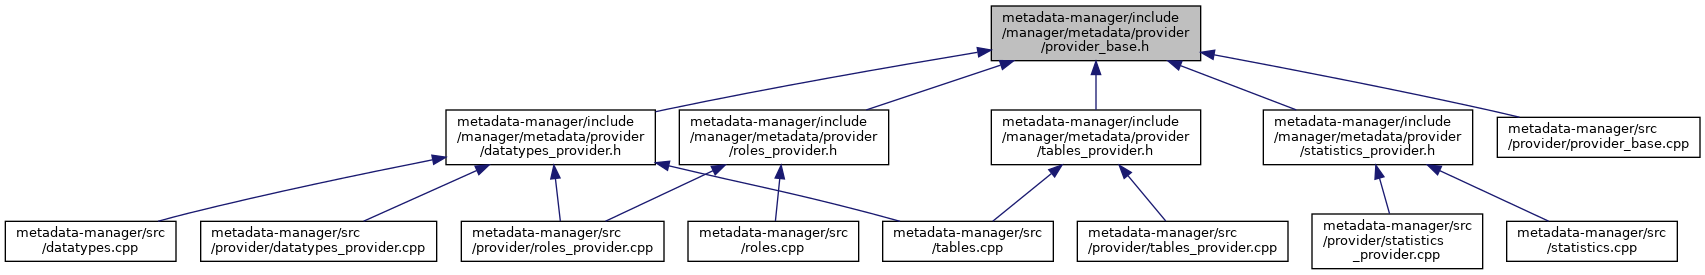 metadata-manager/include
/manager/metadata/provider
/provider_base.h
metadata-manager/include
/manager/metadata/provider
/datatypes_provider.h
metadata-manager/include
/manager/metadata/provider
/roles_provider.h
metadata-manager/include
/manager/metadata/provider
/tables_provider.h
metadata-manager/include
/manager/metadata/provider
/statistics_provider.h
metadata-manager/src
/provider/provider_base.cpp
metadata-manager/src
/datatypes.cpp
metadata-manager/src
/provider/datatypes_provider.cpp
metadata-manager/src
/provider/roles_provider.cpp
metadata-manager/src
/roles.cpp
metadata-manager/src
/tables.cpp
metadata-manager/src
/provider/tables_provider.cpp
metadata-manager/src
/provider/statistics
_provider.cpp
metadata-manager/src
/statistics.cpp